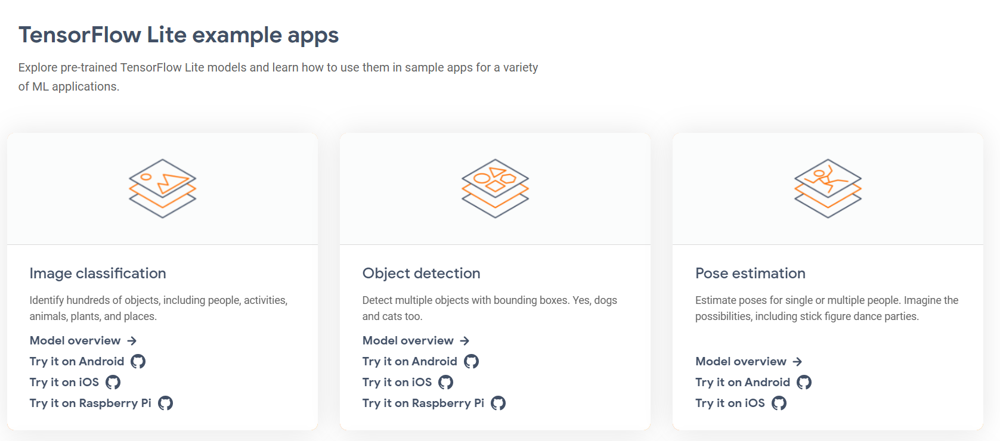 TensorFlow Lite example apps
Explore pre-trained TensorFlow Lite models and learn how to use them in sample apps for a variety
of ML applications.
Image classification
Identify hundreds of objects, including people, activities,
animals, plants, and places.
Model overview →
Try it on Android
Try it on iOS
Try it on Raspberry Pi
Object detection
Detect multiple objects with bounding boxes. Yes, dogs
and cats too.
Model overview →
Try it on Android
Try it on iOS
Try it on Raspberry Pi
Pose estimation
Estimate poses for single or multiple people. Imagine the
possibilities, including stick figure dance parties.
Model overview →
Try it on Android
Try it on iOS